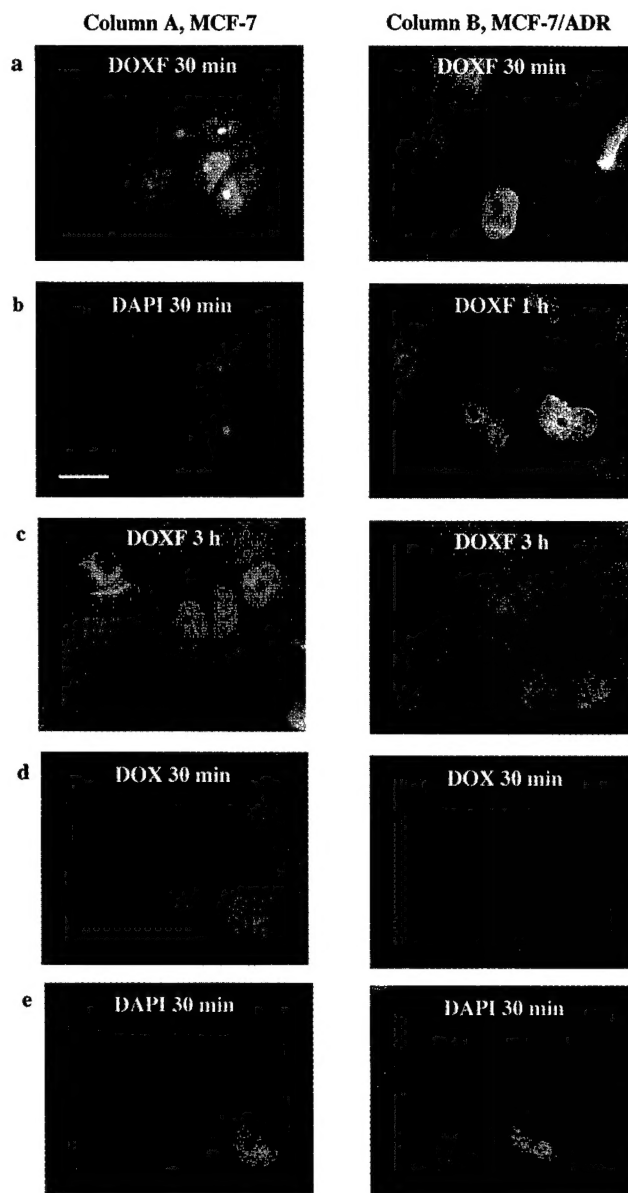 Column A, MCF-7 Column B, MCF-7/ADR
a DOXF 30 min DOXF 30 min
b DAPI 30 min DOXF 1 h
c DOXF 3 h DOXF 3 h
d DOX 30 min DOX 30 min
e DAPI 30 min DAPI 30 min